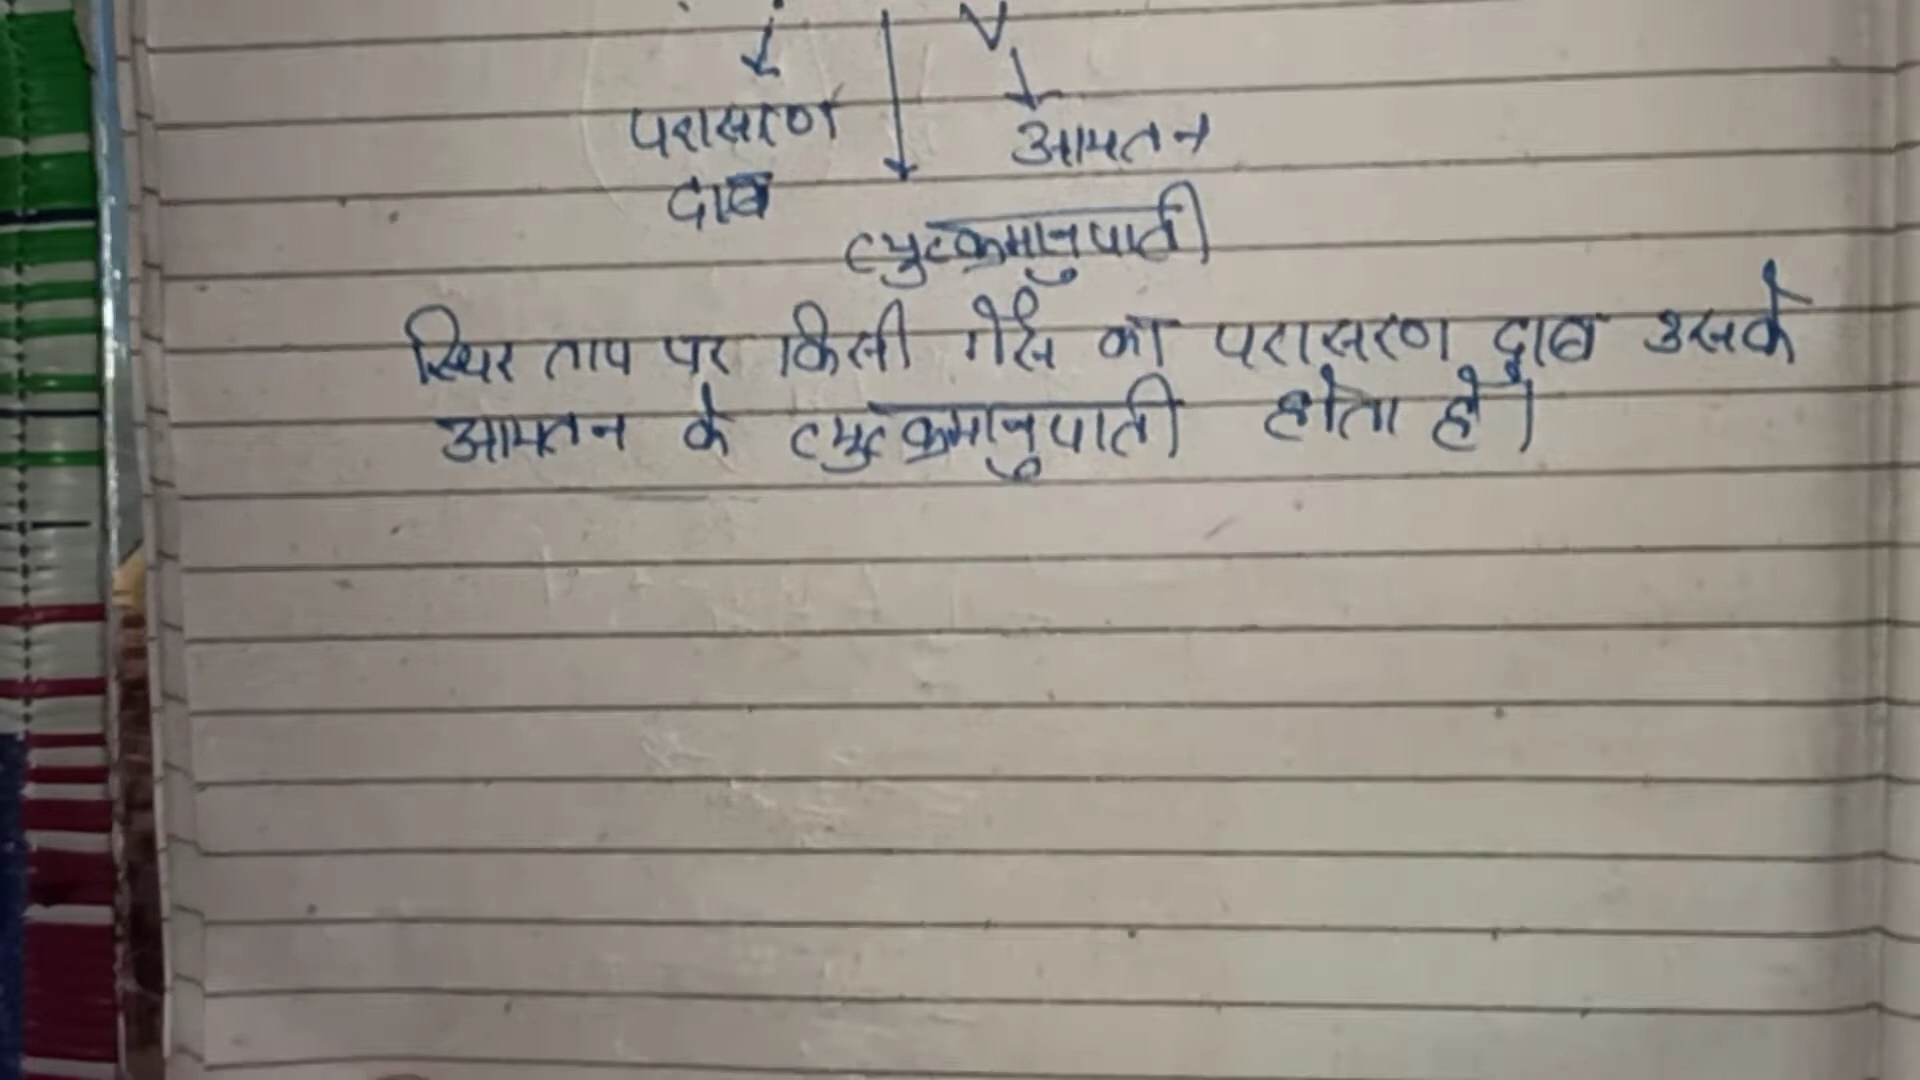 V
परासरण
आयतन
दाब
व्युत्क्रमानुपाती
स्थिर ताप पर किसी गैस का परासरण दाब उसके
आयतन के व्युत्क्रमानुपाती होता है।